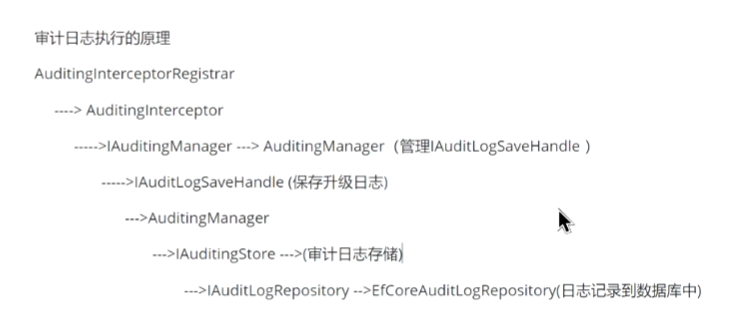 审计日志执行的原理
AuditingInterceptorRegistrar
----> AuditingInterceptor
----->IAuditingManager ---> AuditingManager（管理IAuditLogSaveHandle ）
----->IAuditLogSaveHandle (保存升级日志)
--->AuditingManager
--->IAuditingStore --->(审计日志存储)
--->IAuditLogRepository -->EfCoreAuditLogRepository(日志记录到数据库中)